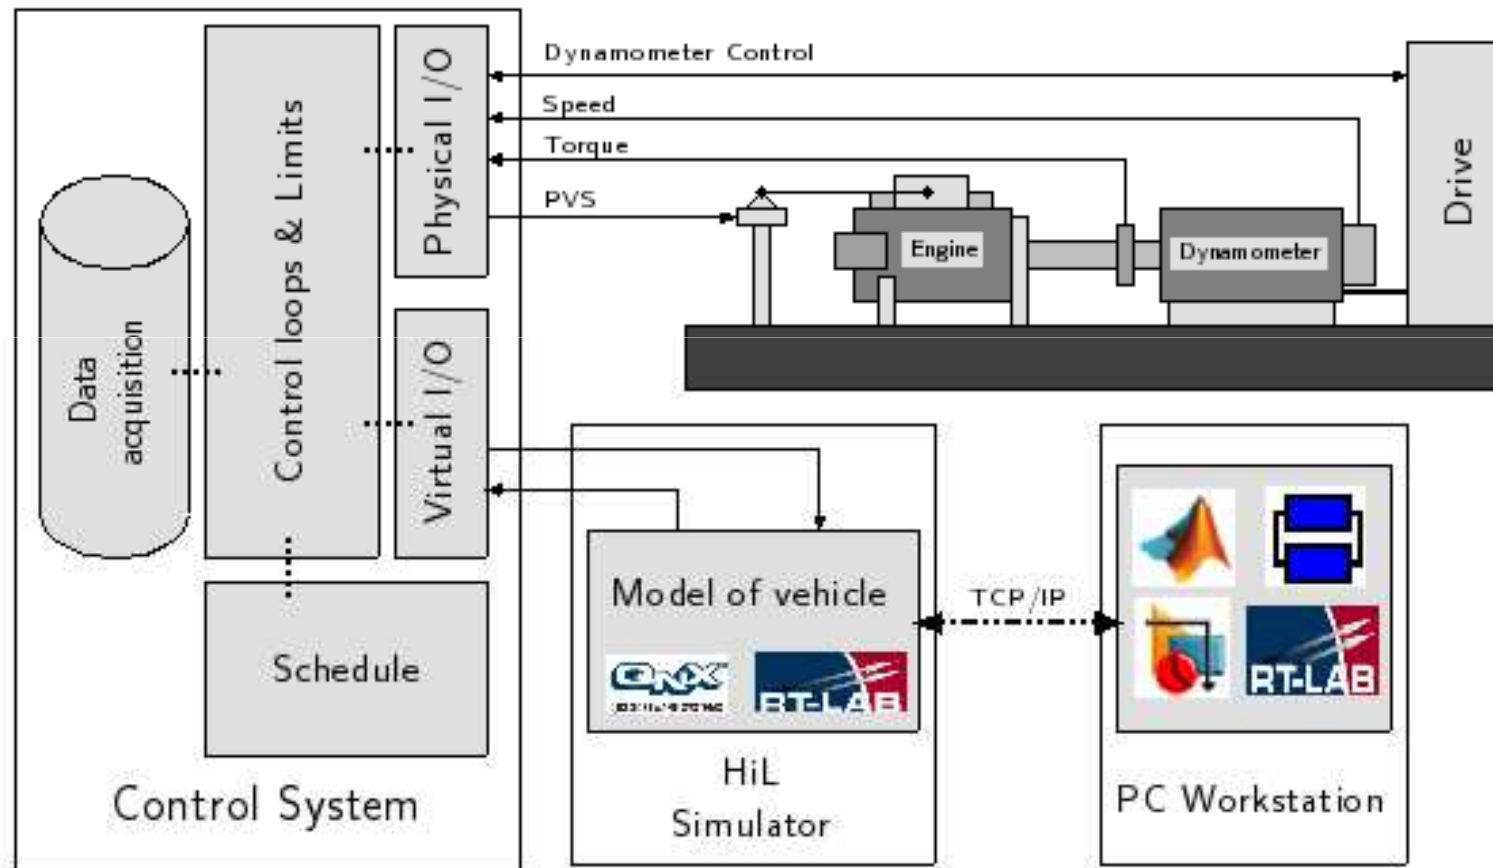 Dynamometer Control
Speed
Torque
PVS
Physical I/O
Control loops & Limits
Data
acquisition
Virtual I/O
Schedule
Control System
Engine
Dynamometer
Drive
Model of vehicle
QNX
RT-LAB
HiL
Simulator
TCP/IP
RT-LAB
PC Workstation